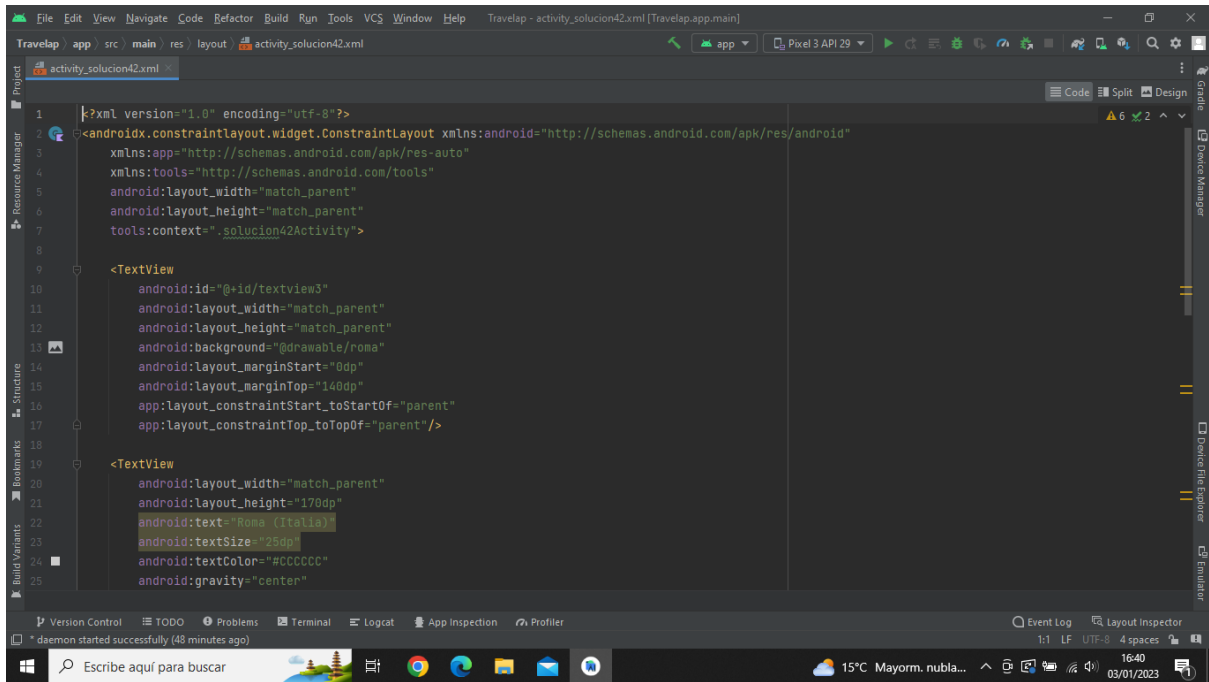 File Edit View Navigate Code Refactor Build Run Tools VCS Window Help Travelap - activity_solucion42.xml [Travelap.app.main]
Travelap app src main res layout activity_solucion42.xml app Pixel 3 API 29
activity_solucion42.xml
Code Split Design
6 2
1 <?xml version="1.0" encoding="utf-8"?>
2 <androidx.constraintlayout.widget.ConstraintLayout xmlns:android="http://schemas.android.com/apk/res/android"
3 xmlns:app="http://schemas.android.com/apk/res-auto"
4 xmlns:tools="http://schemas.android.com/tools"
5 android:layout_width="match_parent"
6 android:layout_height="match_parent"
7 tools:context=".solucion42Activity">
8
9 <TextView
10 android:id="@+id/textview3"
11 android:layout_width="match_parent"
12 android:layout_height="match_parent"
13 android:background="@drawable/roma"
14 android:layout_marginStart="0dp"
15 android:layout_marginTop="140dp"
16 app:layout_constraintStart_toStartOf="parent"
17 app:layout_constraintTop_toTopOf="parent"/>
18
19 <TextView
20 android:layout_width="match_parent"
21 android:layout_height="170dp"
22 android:text="Roma (Italia)"
23 android:textSize="25dp"
24 android:textColor="#CCCCCC"
25 android:gravity="center"
Project
Resource Manager
Structure
Bookmarks
Build Variants
Gradle
Device Manager
Device File Explorer
Emulator
Version Control TODO Problems Terminal Logcat App Inspection Profiler Event Log Layout Inspector
* daemon started successfully (48 minutes ago) 1:1 LF UTF-8 4 spaces
Escribe aquí para buscar 15°C Mayorm. nubla... 16:40
03/01/2023
1